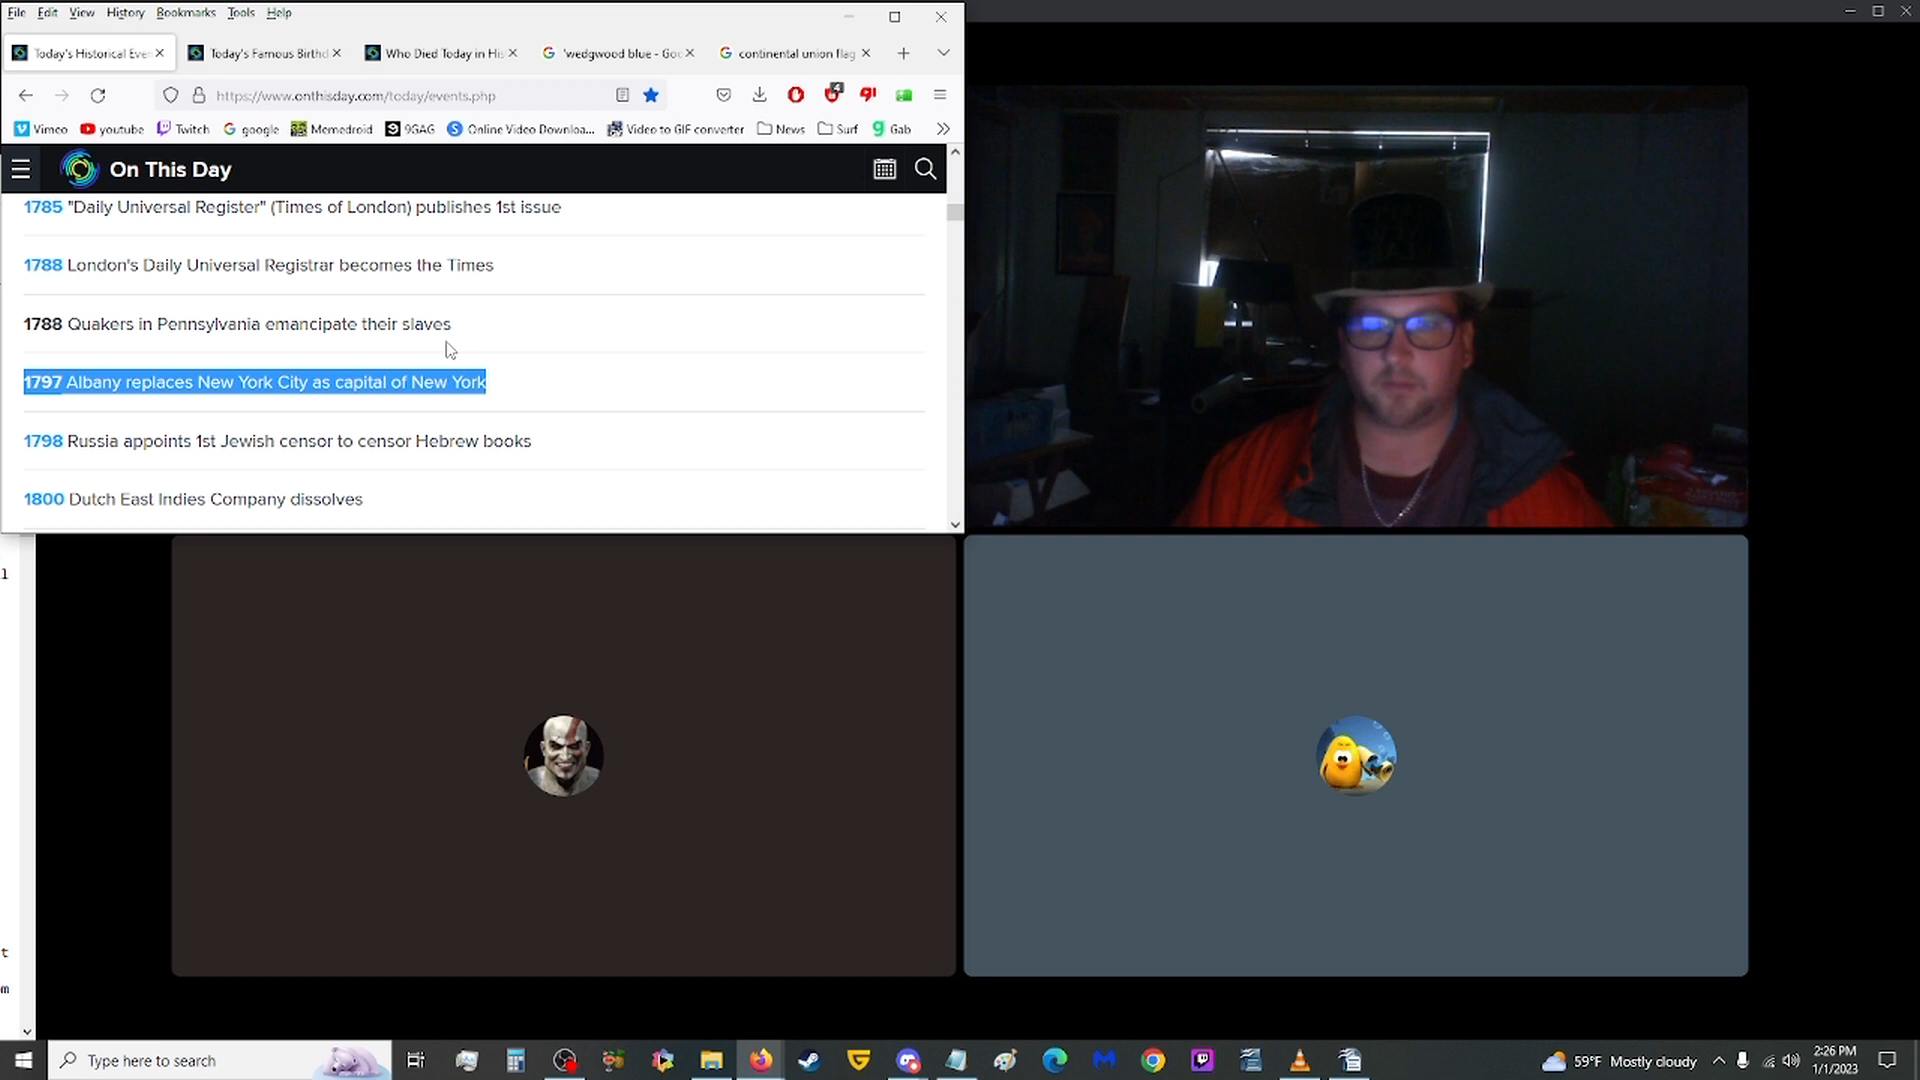 File Edit View History Bookmarks Tools Help
Today's Historical Even
Today's Famous Birthd
Who Died Today in His
'wedgwood blue - Goo
continental union flag
https://www.onthisday.com/today/events.php
4
Vimeo youtube Twitch google Memedroid 9GAG Online Video Downloa... Video to GIF converter News Surf Gab
On This Day
1785 "Daily Universal Register" (Times of London) publishes 1st issue
1788 London's Daily Universal Registrar becomes the Times
1788 Quakers in Pennsylvania emancipate their slaves
1797 Albany replaces New York City as capital of New York
1798 Russia appoints 1st Jewish censor to censor Hebrew books
1800 Dutch East Indies Company dissolves
l
t
m
Type here to search
59°F Mostly cloudy
2:26 PM
1/1/2023